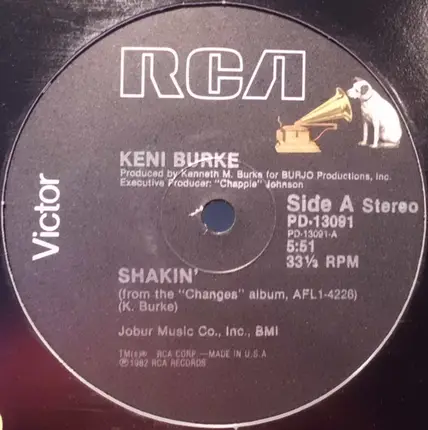 RCA
Victor
KENI BURKE
Produced by Kenneth M. Burke for BURJO Productions, Inc.
Executive Producer: "Chappie" Johnson
Side A Stereo
PD-13091
PD-13091-A
5:51
33⅓ RPM
SHAKIN'
(from the "Changes" album, AFL1-4226)
(K. Burke)
Jobur Music Co., Inc., BMI
TM(s)® RCA CORP.—MADE IN U.S.A
℗1982 RCA RECORDS